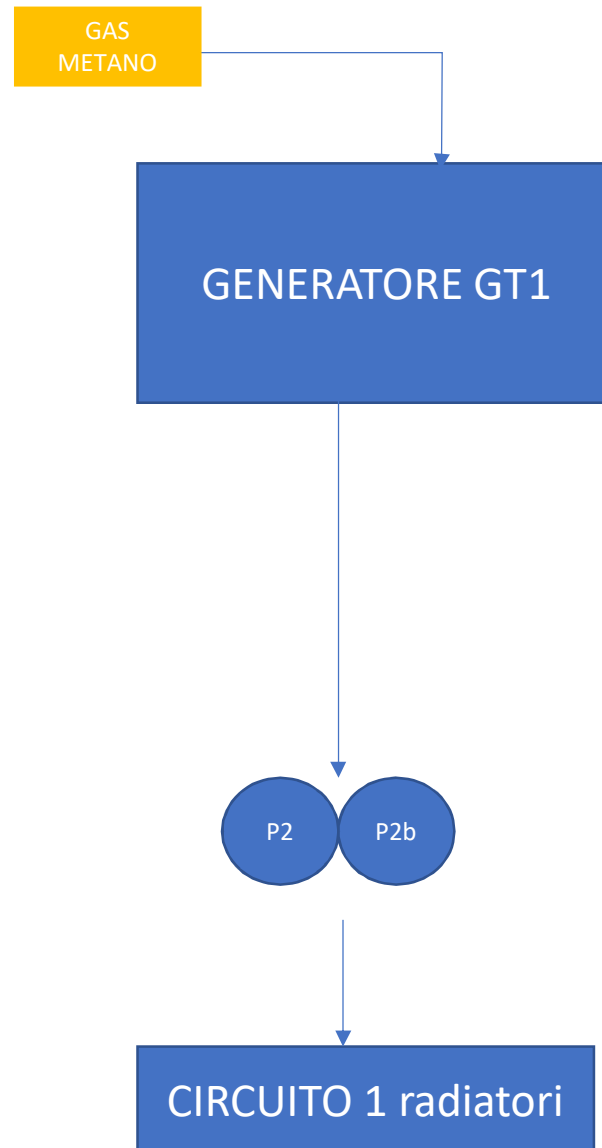 GAS
METANO
GENERATORE GT1
P2
P2b
CIRCUITO 1 radiatori